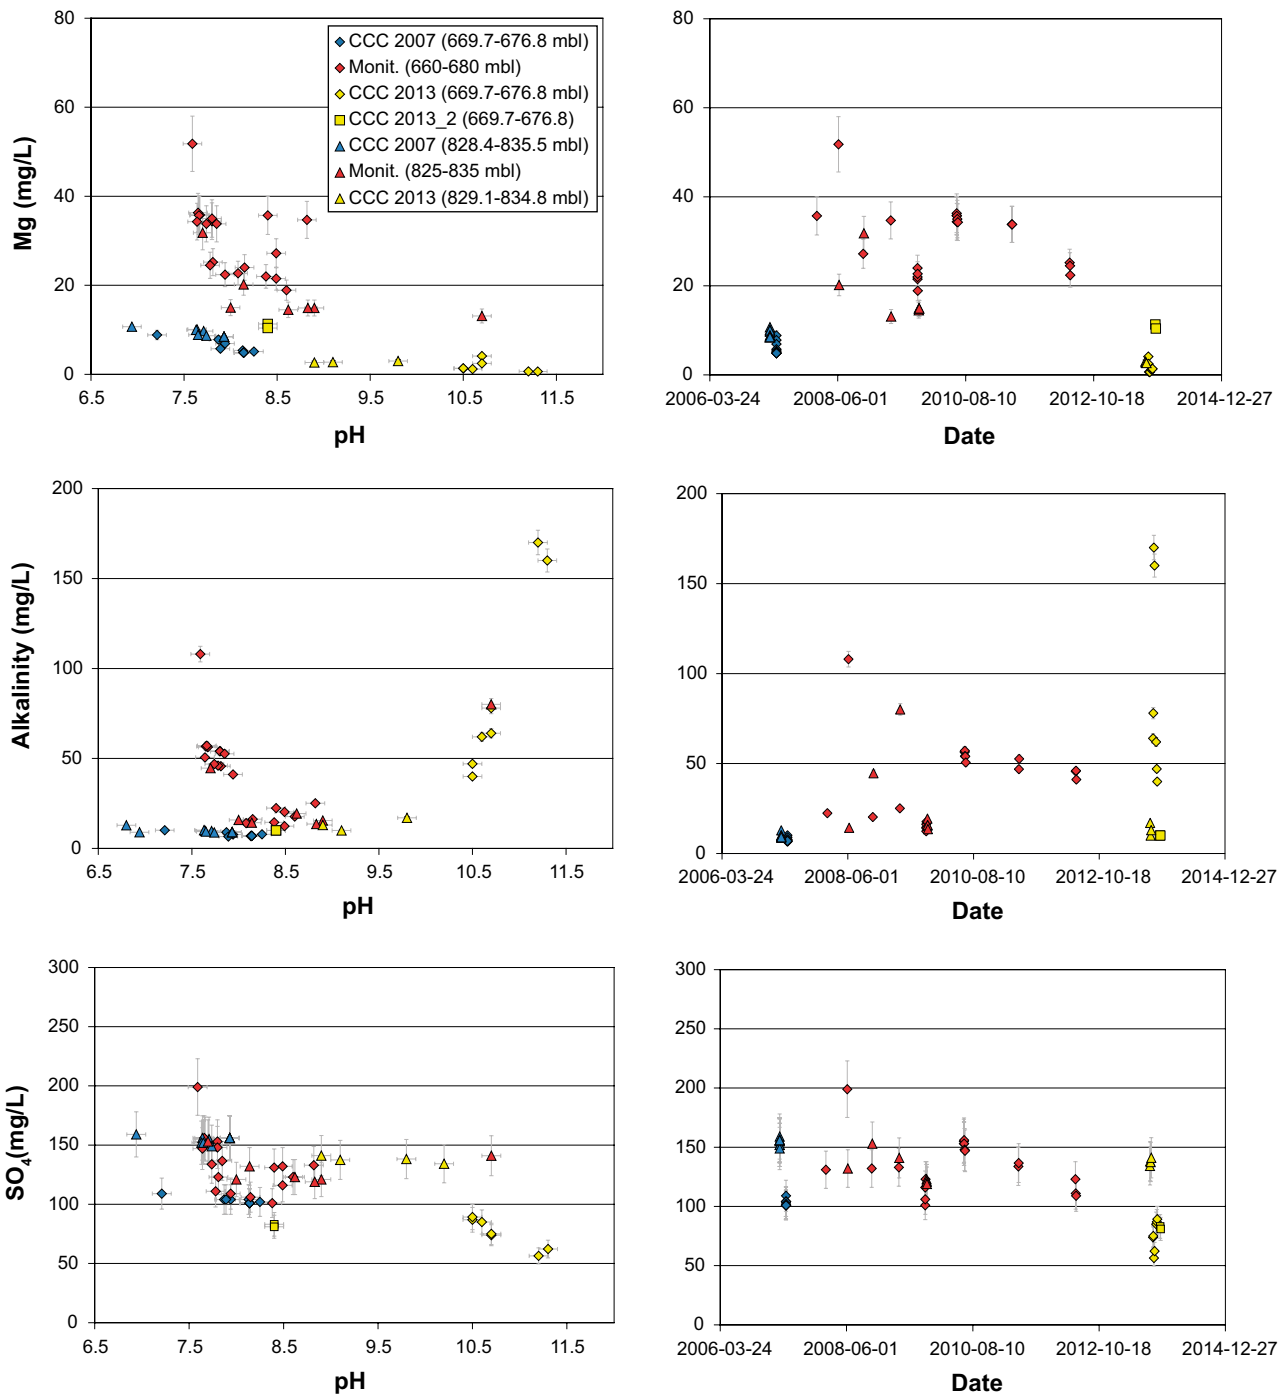 80
60
40
20
0
Mg (mg/L)
CCC 2007 (669.7-676.8 mbl)
Monit. (660-680 mbl)
CCC 2013 (669.7-676.8 mbl)
CCC 2013_2 (669.7-676.8)
CCC 2007 (828.4-835.5 mbl)
Monit. (825-835 mbl)
CCC 2013 (829.1-834.8 mbl)
6.5 7.5 8.5 9.5 10.5 11.5
pH
80
60
40
20
0
2006-03-24 2008-06-01 2010-08-10 2012-10-18 2014-12-27
Date
200
150
100
50
0
Alkalinity (mg/L)
6.5 7.5 8.5 9.5 10.5 11.5
pH
200
150
100
50
0
2006-03-24 2008-06-01 2010-08-10 2012-10-18 2014-12-27
Date
300
250
200
150
100
50
0
SO4(mg/L)
6.5 7.5 8.5 9.5 10.5 11.5
pH
300
250
200
150
100
50
0
2006-03-24 2008-06-01 2010-08-10 2012-10-18 2014-12-27
Date